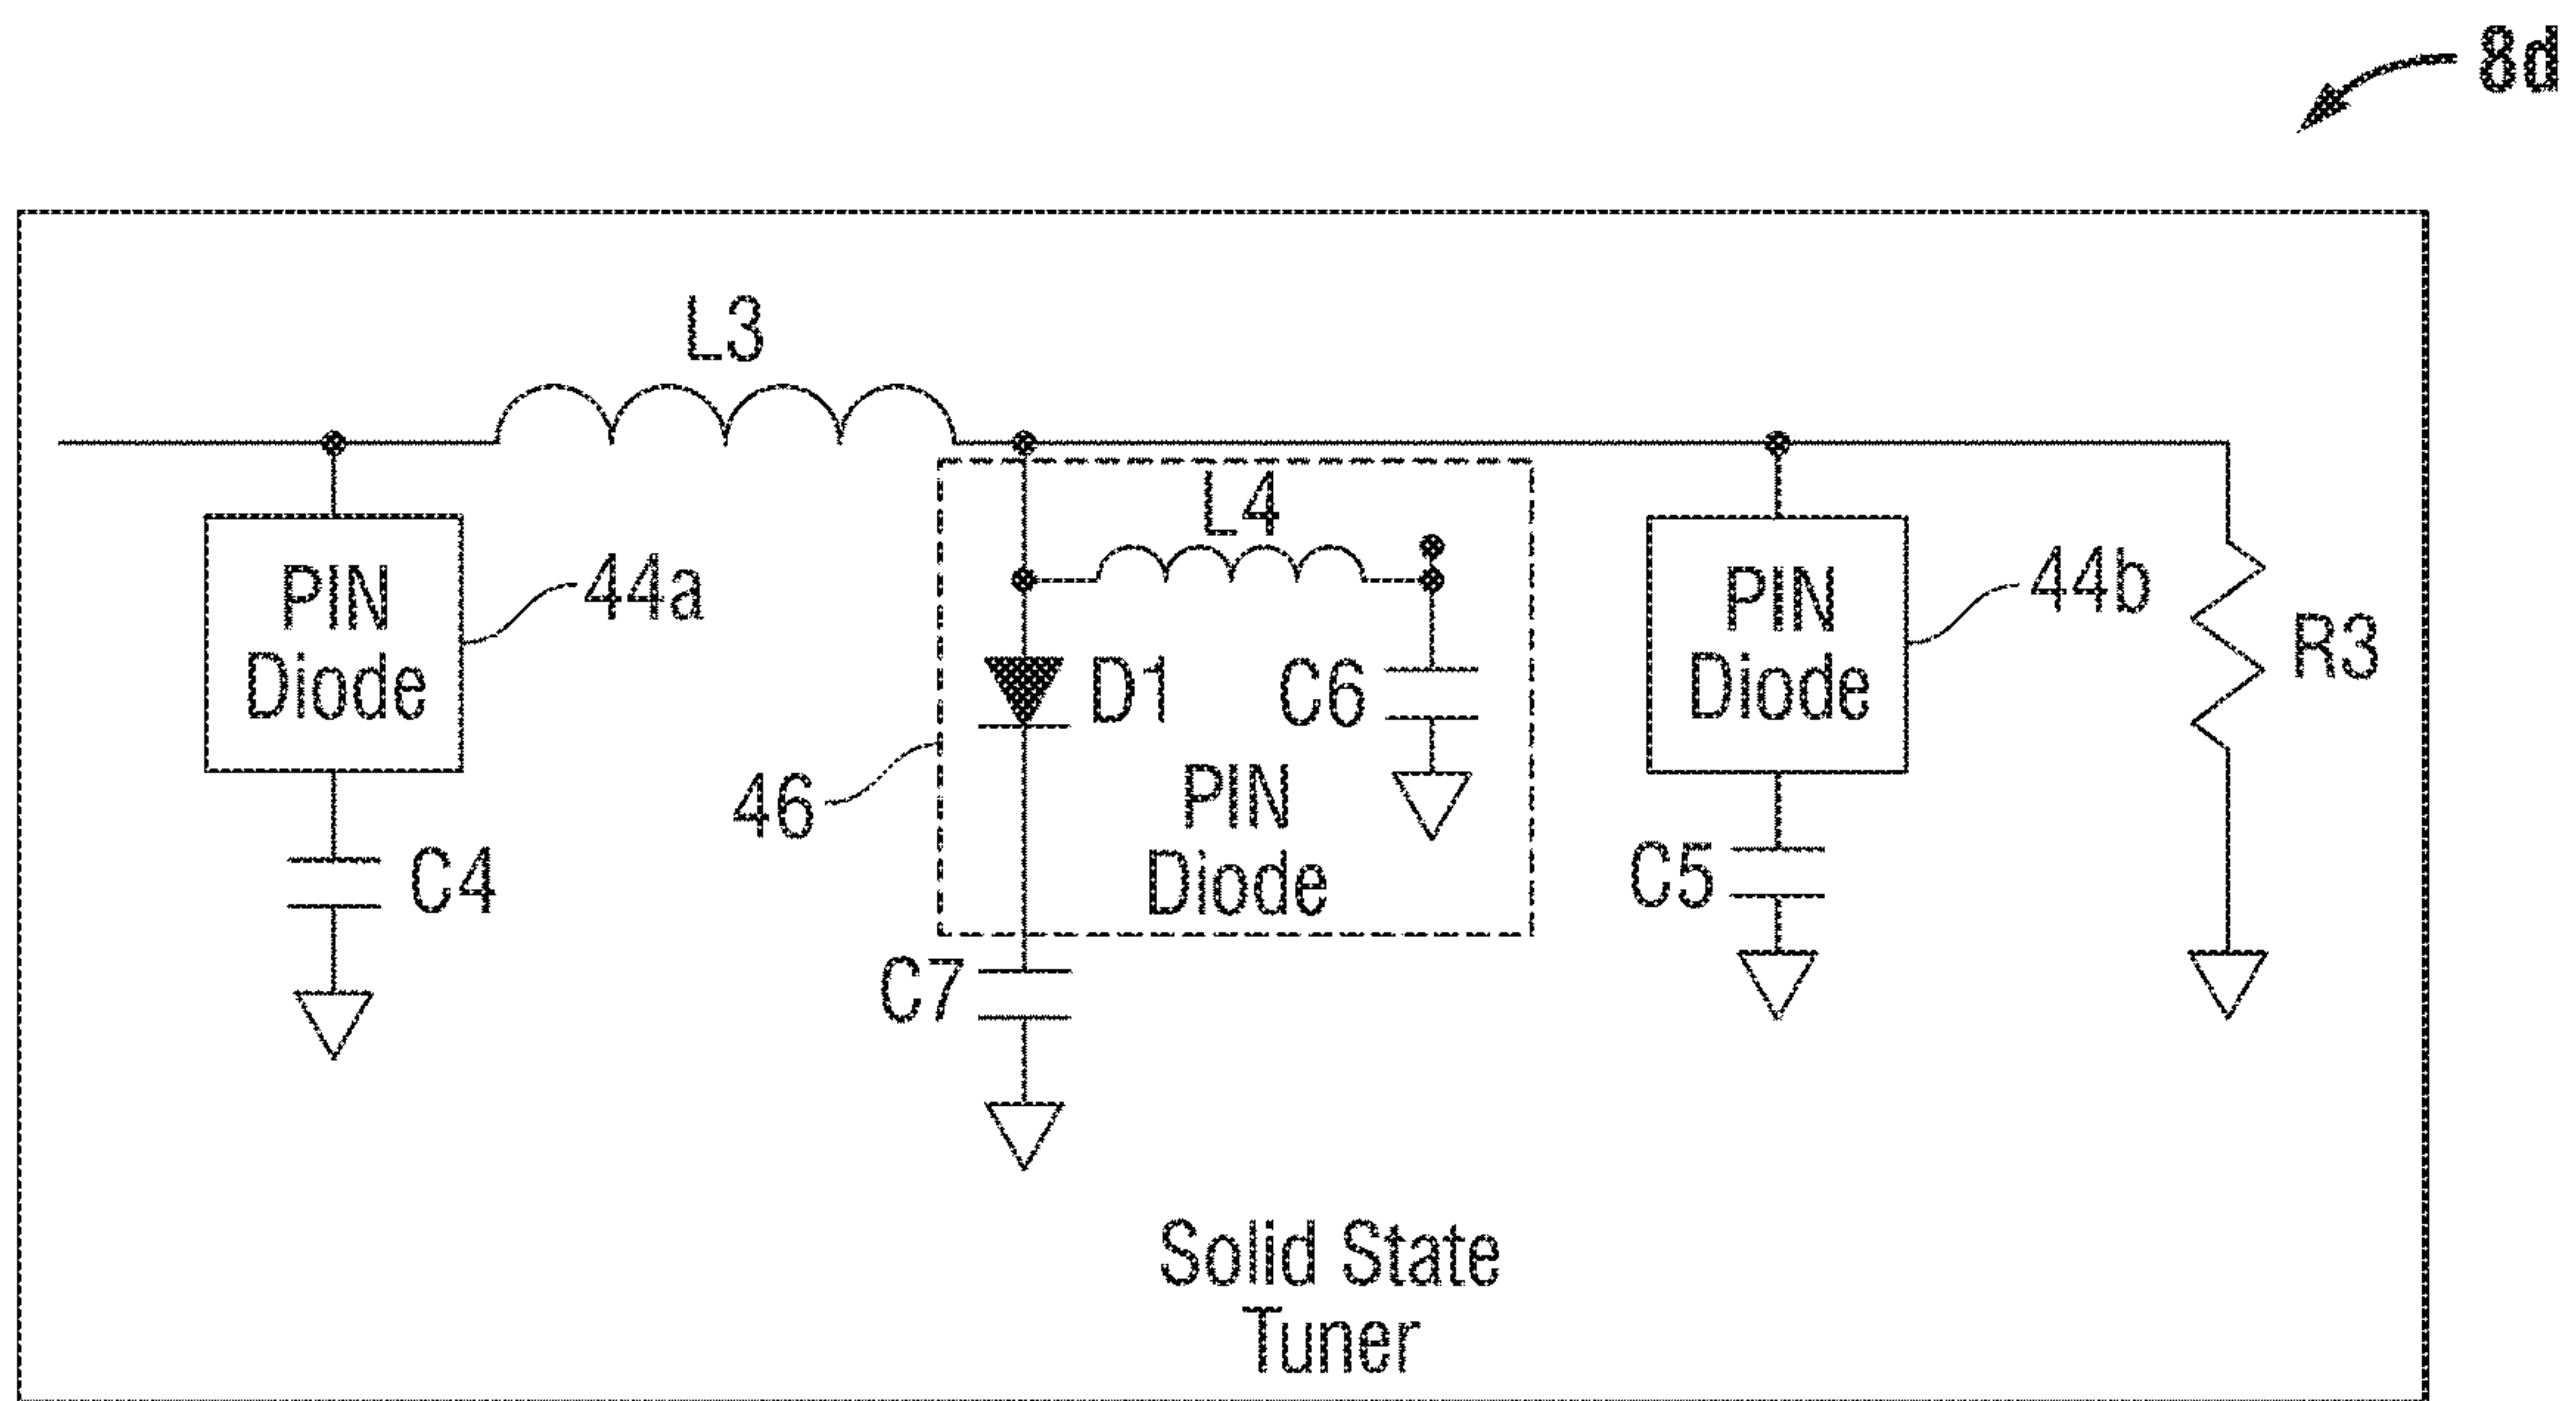 8d
L3
L4
PIN
Diode
44a
D1
C6
PIN
Diode
44b
R3
46
PIN
Diode
C4
C5
C7
Solid State
Tuner